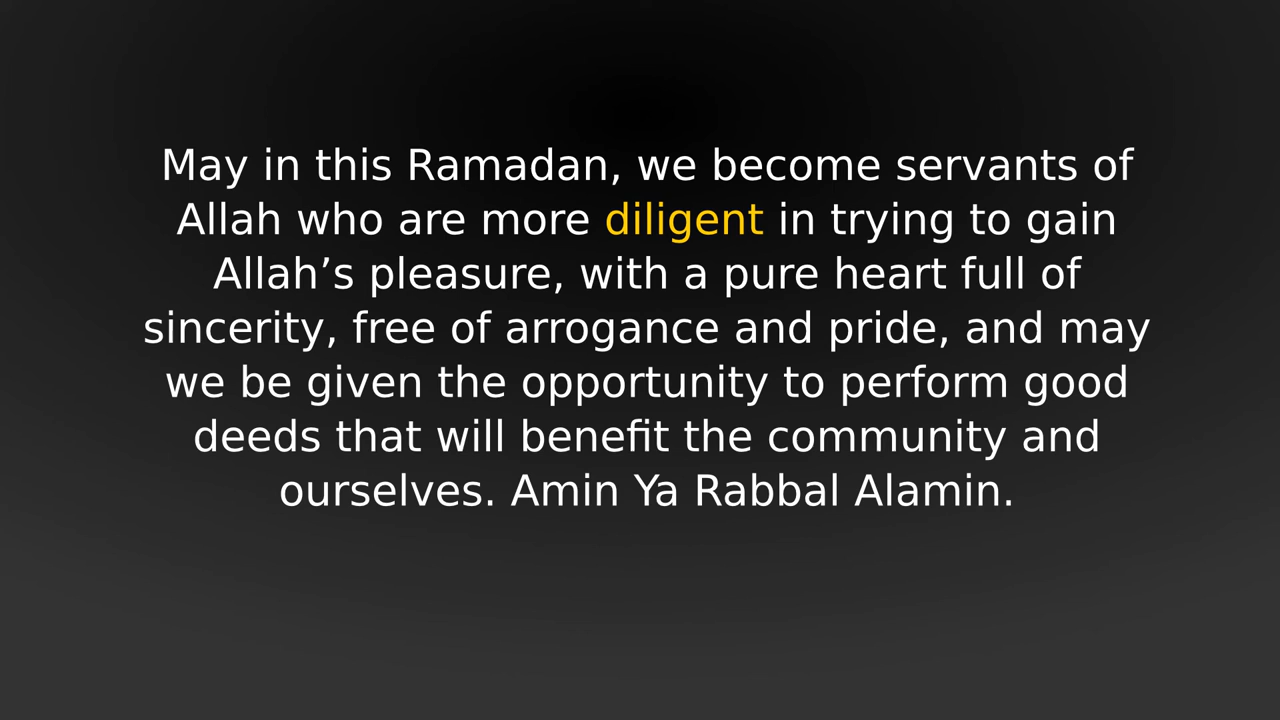 May in this Ramadan, we become servants of
Allah who are more diligent in trying to gain
Allah’s pleasure, with a pure heart full of
sincerity, free of arrogance and pride, and may
we be given the opportunity to perform good
deeds that will benefit the community and
ourselves. Amin Ya Rabbal Alamin.